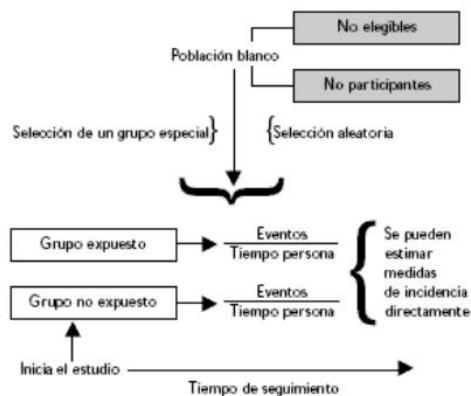 No elegibles
Población blanco
No participantes
Selección de un grupo especial} {Selección aleatoria
Grupo expuesto
Eventos
Tiempo persona
Grupo no expuesto
Eventos
Tiempo persona
Se pueden
estimar
medidas
de incidencia
directamente
Inicia el estudio
Tiempo de seguimiento